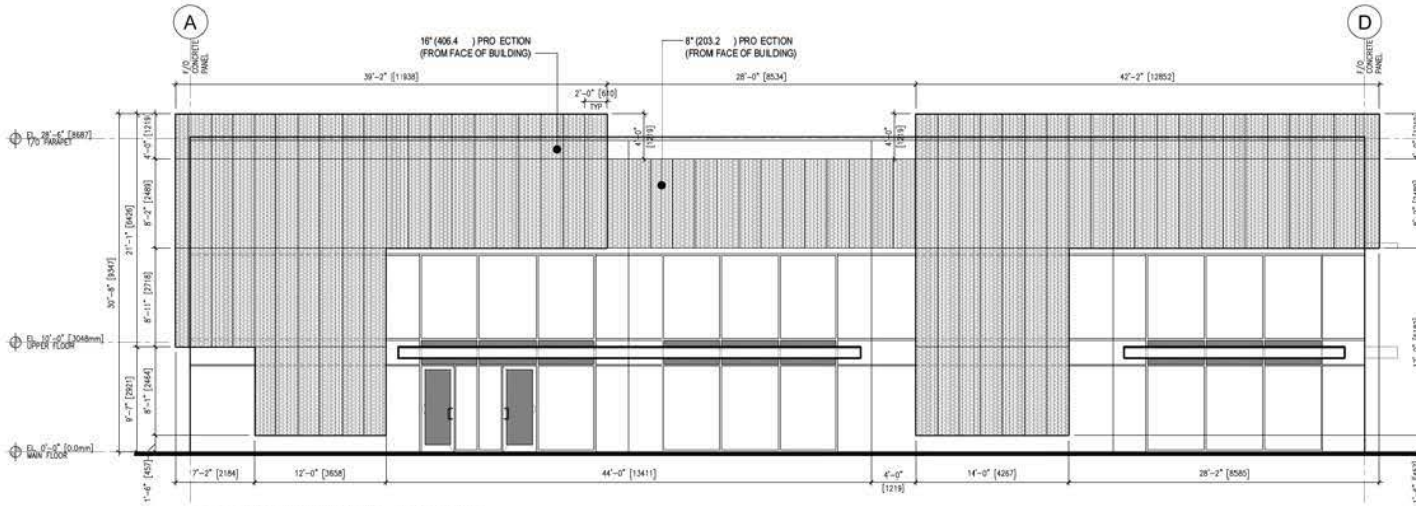 A
D
F/O
CONCRETE
PANEL
F/O
CONCRETE
PANEL
16" (406.4 ) PRO ECTION
(FROM FACE OF BUILDING)
8" (203.2 ) PRO ECTION
(FROM FACE OF BUILDING)
39'-2" [11938]
28'-0" [8534]
42'-2" [12852]
2'-0" [610]
TYP
EL. 28'-6" [8687]
T/O PARAPET
4'-0" [1219]
4'-0"
[1219]
4'-0"
[1219]
8'-2" [2489]
21'-1" [6426]
30'-8" [9347]
8'-11" [2718]
EL. 10'-0" [3048mm]
UPPER FLOOR
9'-7" [2921]
8'-1" [2464]
EL. 0'-0" [0.0mm]
MAIN FLOOR
1'-6" [457]
7'-2" [2184]
12'-0" [3658]
44'-0" [13411]
4'-0"
[1219]
14'-0" [4267]
28'-2" [8585]